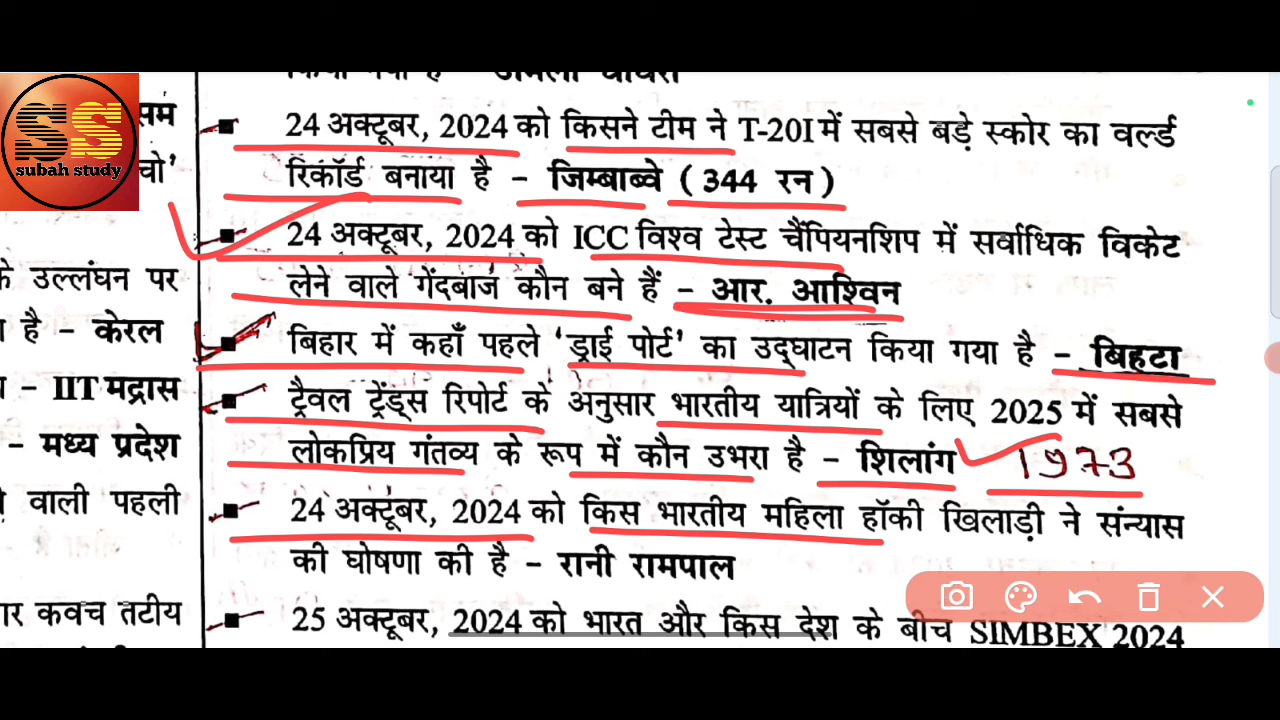 SS
subah study
सम
चो'
के उल्लंघन पर
है - केरल
- IIT मद्रास
- मध्य प्रदेश
वाली पहली
कवच तटीय
24 अक्टूबर, 2024 को किसने टीम ने T-20I में सबसे बड़े स्कोर का वर्ल्ड
रिकॉर्ड बनाया है - जिम्बाब्वे (344 रन)
24 अक्टूबर, 2024 को ICC विश्व टेस्ट चैंपियनशिप में सर्वाधिक विकेट
लेने वाले गेंदबाज कौन बने हैं - आर. आश्विन
बिहार में कहाँ पहले 'ड्राई पोर्ट' का उद्घाटन किया गया है - बिहटा
ट्रैवल ट्रेंड्स रिपोर्ट के अनुसार भारतीय यात्रियों के लिए 2025 में सबसे
लोकप्रिय गंतव्य के रूप में कौन उभरा है - शिलांग 1973
24 अक्टूबर, 2024 को किस भारतीय महिला हॉकी खिलाड़ी ने संन्यास
की घोषणा की है - रानी रामपाल
25 अक्टूबर, 2024 को भारत और किस देश के बीच SIMBEX 2024